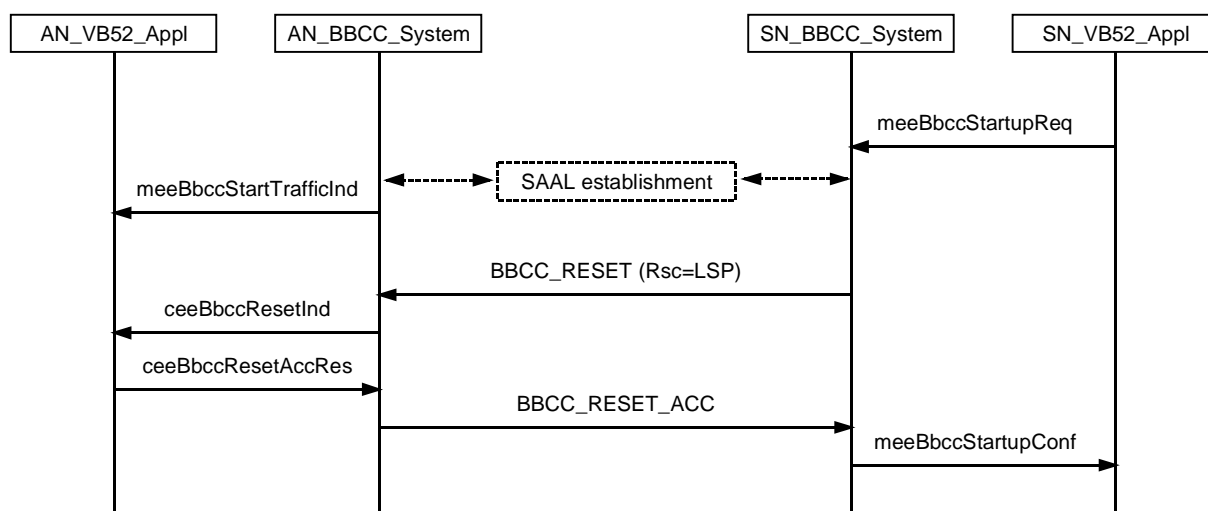 AN_VB52_Appl
AN_BBCC_System
SN_BBCC_System
SN_VB52_Appl
meeBbccStartupReq
SAAL establishment
meeBbccStartTrafficInd
BBCC_RESET (Rsc=LSP)
ceeBbccResetInd
ceeBbccResetAccRes
BBCC_RESET_ACC
meeBbccStartupConf